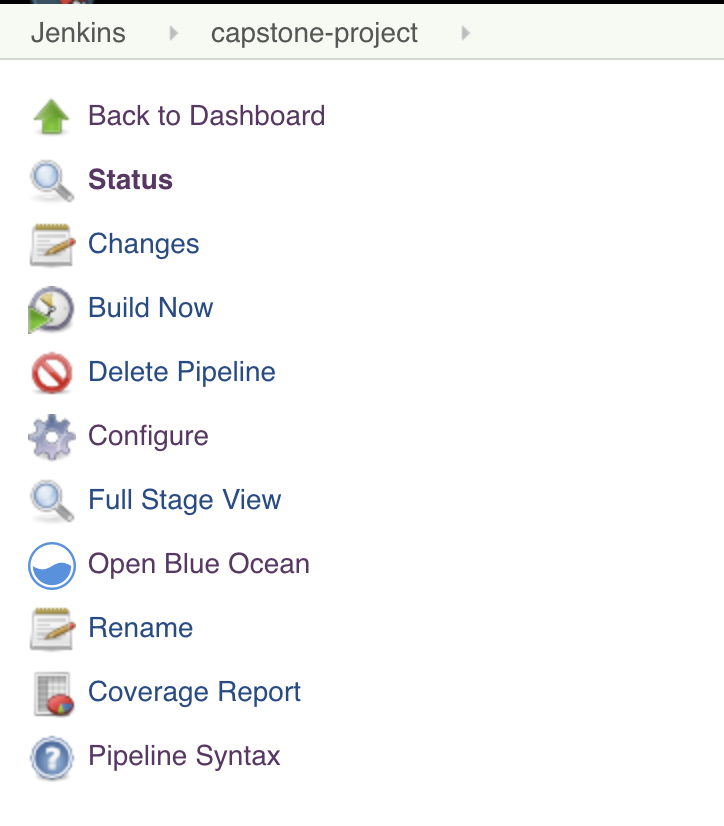 Jenkins capstone-project
Back to Dashboard
Status
Changes
Build Now
Delete Pipeline
Configure
Full Stage View
Open Blue Ocean
Rename
Coverage Report
Pipeline Syntax